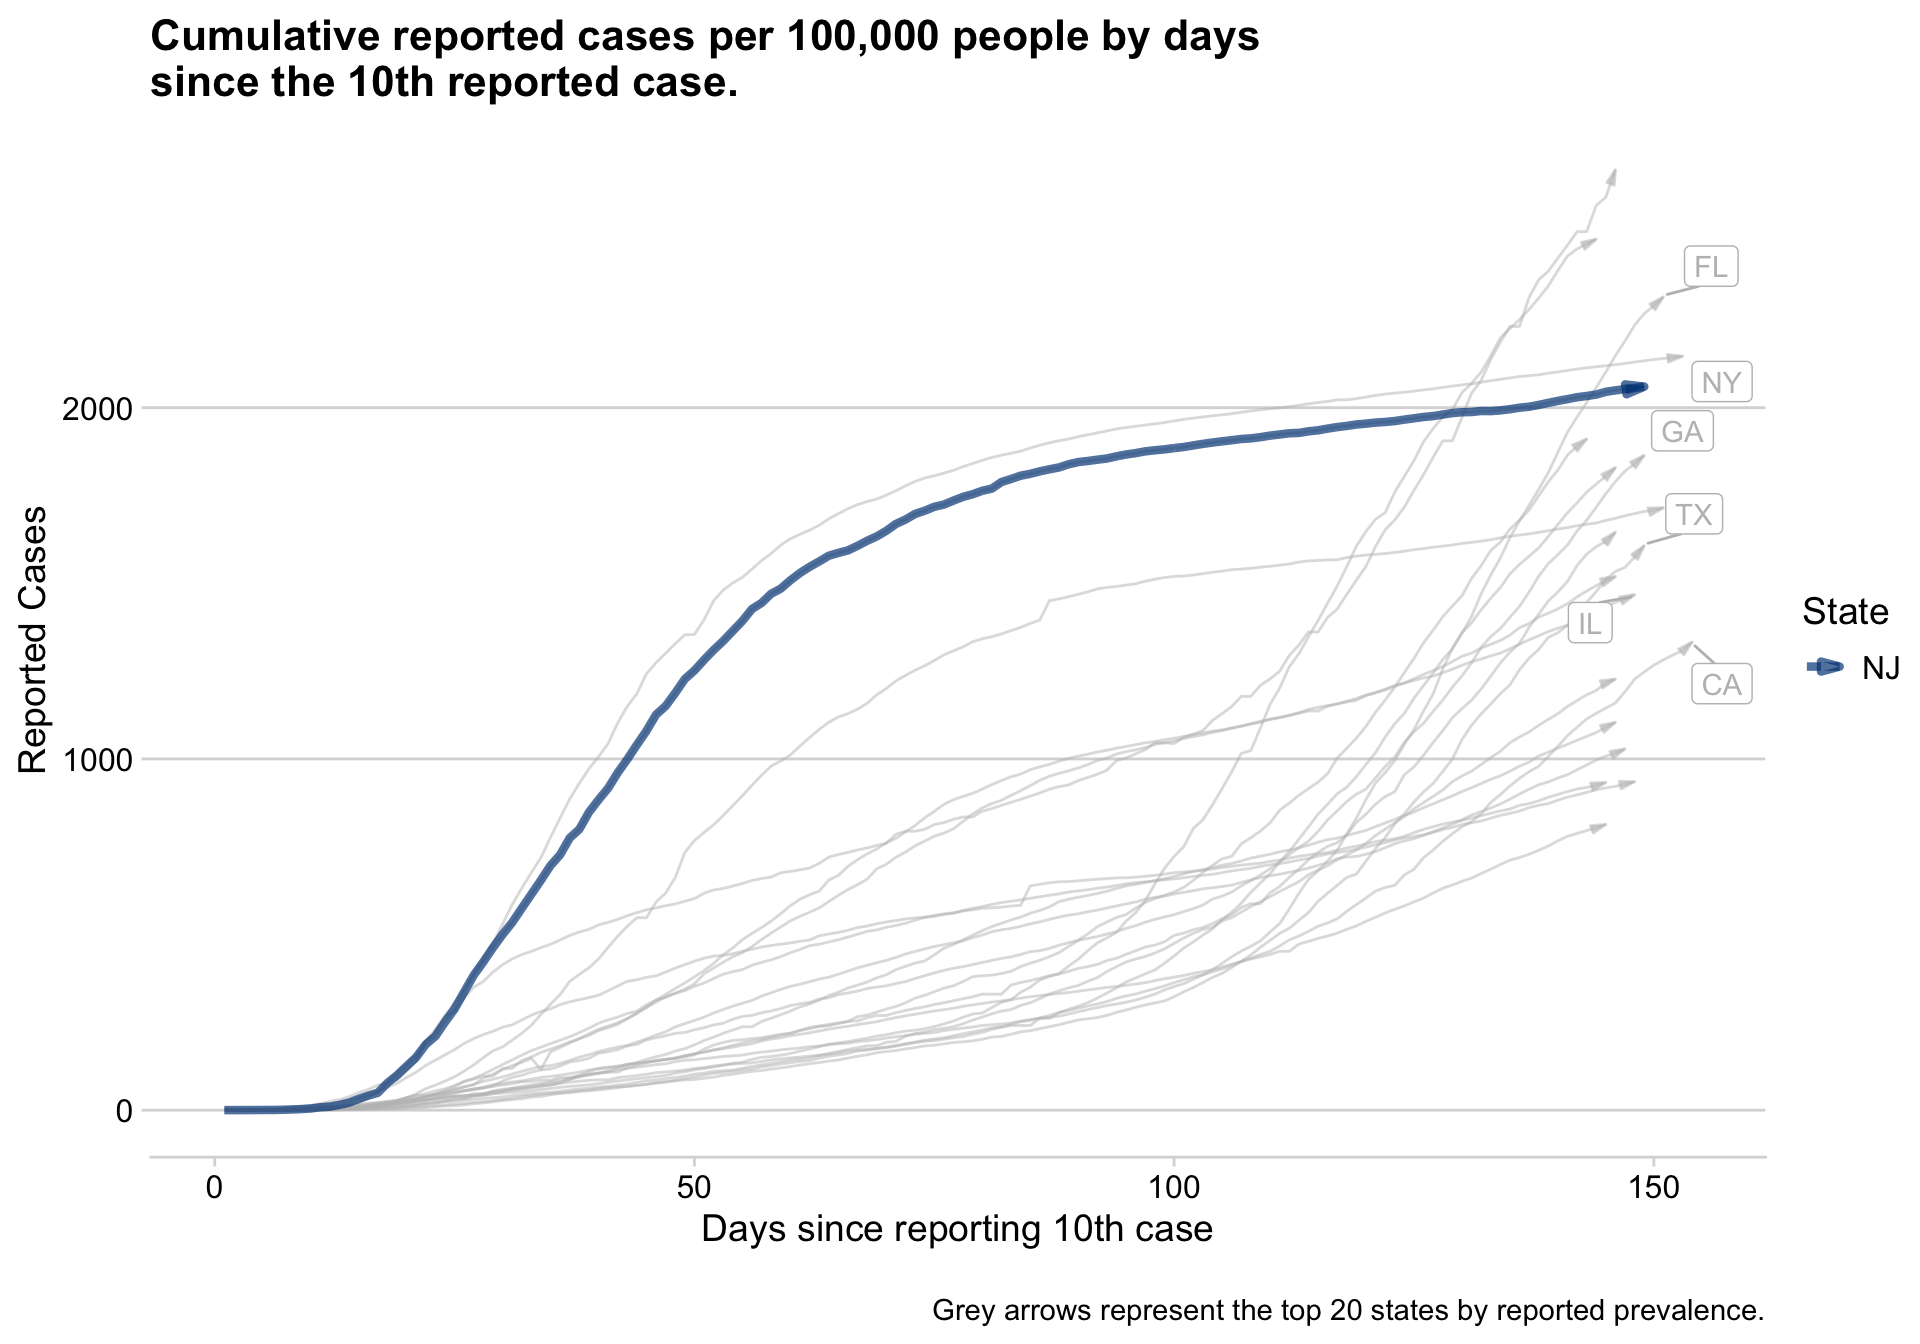 Cumulative reported cases per 100,000 people by days
since the 10th reported case.
Reported Cases
2000
1000
0
FL
NY
GA
TX
IL
CA
State
NJ
0
50
100
150
Days since reporting 10th case
Grey arrows represent the top 20 states by reported prevalence.